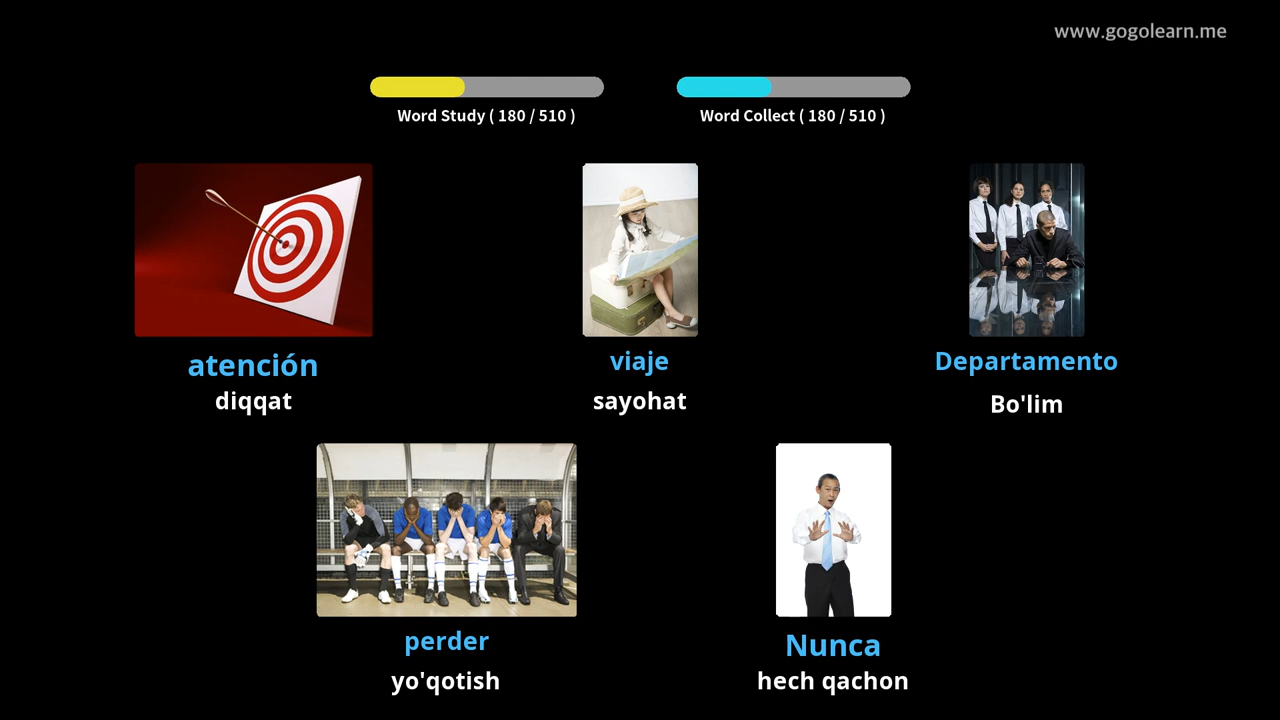 www.gogolearn.me
Word Study ( 180 / 510 )
Word Collect ( 180 / 510 )
atención
diqqat
viaje
sayohat
Departamento
Bo'lim
perder
yo'qotish
Nunca
hech qachon